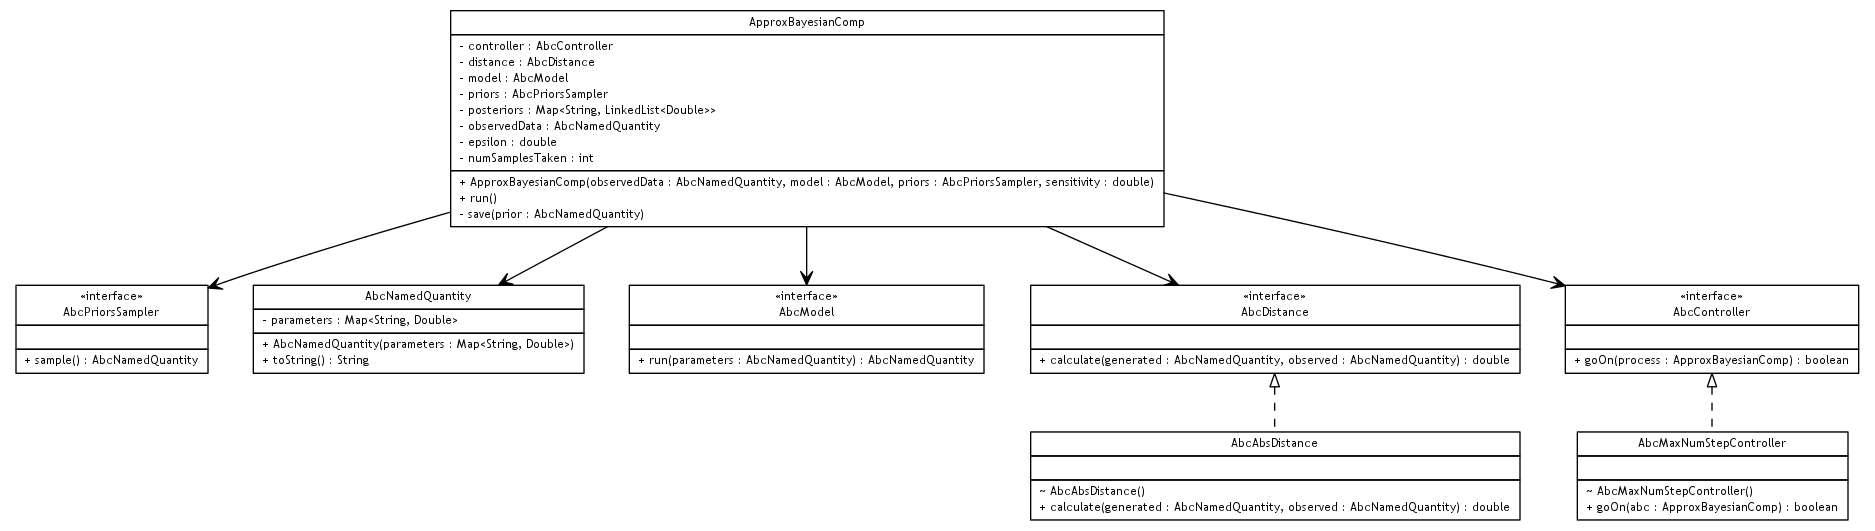 ApproxBayesianComp
- controller : AbcController
- distance : AbcDistance
- model : AbcModel
- priors : AbcPriorsSampler
- posteriors : Map<String, LinkedList<Double>>
- observedData : AbcNamedQuantity
- epsilon : double
- numSamplesTaken : int
+ ApproxBayesianComp(observedData : AbcNamedQuantity, model : AbcModel, priors : AbcPriorsSampler, sensitivity : double)
+ run()
- save(prior : AbcNamedQuantity)
«interface»
AbcPriorsSampler
+ sample() : AbcNamedQuantity
AbcNamedQuantity
- parameters : Map<String, Double>
+ AbcNamedQuantity(parameters : Map<String, Double>)
+ toString() : String
«interface»
AbcModel
+ run(parameters : AbcNamedQuantity) : AbcNamedQuantity
«interface»
AbcDistance
+ calculate(generated : AbcNamedQuantity, observed : AbcNamedQuantity) : double
«interface»
AbcController
+ goOn(process : ApproxBayesianComp) : boolean
AbcAbsDistance
~ AbcAbsDistance()
+ calculate(generated : AbcNamedQuantity, observed : AbcNamedQuantity) : double
AbcMaxNumStepController
~ AbcMaxNumStepController()
+ goOn(abc : ApproxBayesianComp) : boolean